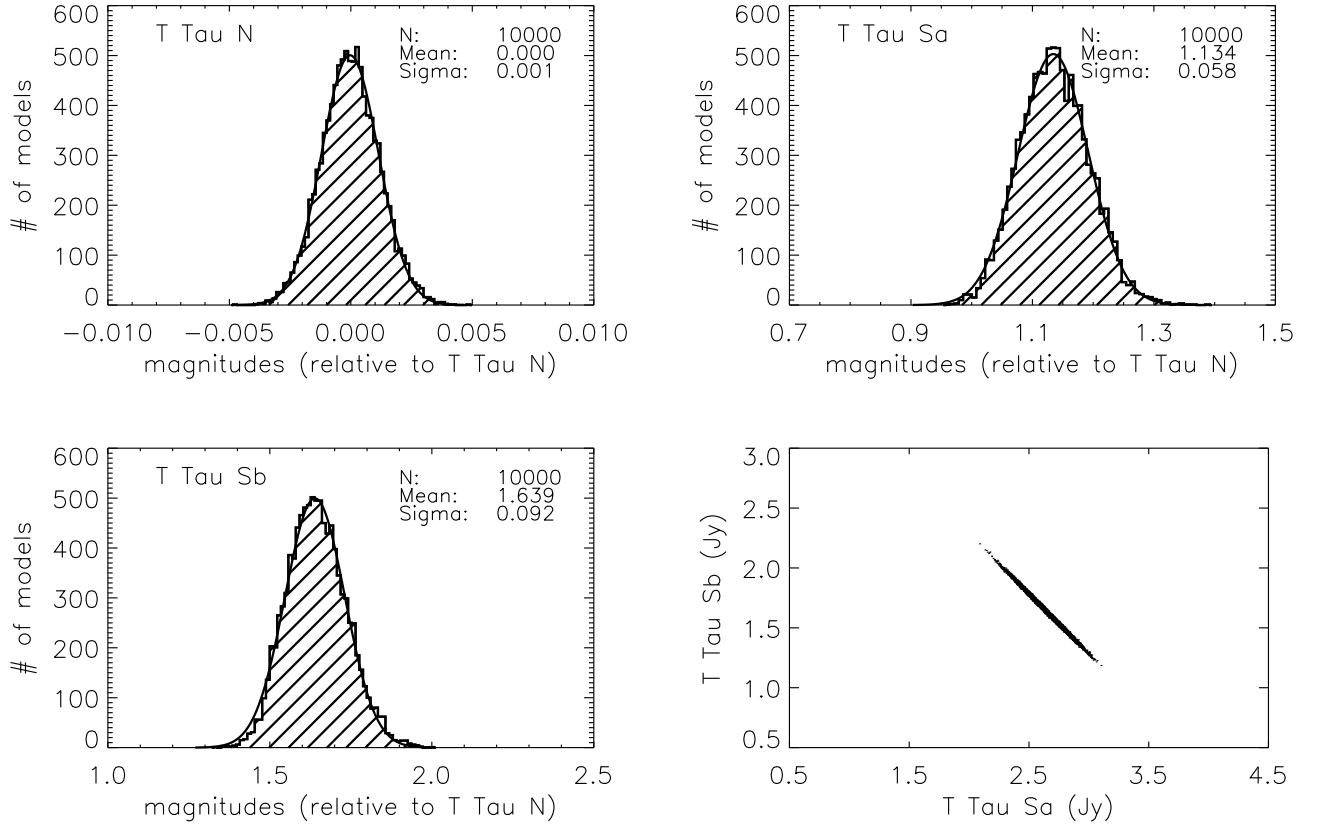 600
500
400
300
200
100
0
# of models
T Tau N
N: 10000
Mean: 0.000
Sigma: 0.001
−0.010 −0.005 0.000 0.005 0.010
magnitudes (relative to T Tau N)
600
500
400
300
200
100
0
# of models
T Tau Sa
N: 10000
Mean: 1.134
Sigma: 0.058
0.7 0.9 1.1 1.3 1.5
magnitudes (relative to T Tau N)
600
500
400
300
200
100
0
# of models
T Tau Sb
N: 10000
Mean: 1.639
Sigma: 0.092
1.0 1.5 2.0 2.5
magnitudes (relative to T Tau N)
3.0
2.5
2.0
1.5
1.0
0.5
T Tau Sb (Jy)
0.5 1.5 2.5 3.5 4.5
T Tau Sa (Jy)